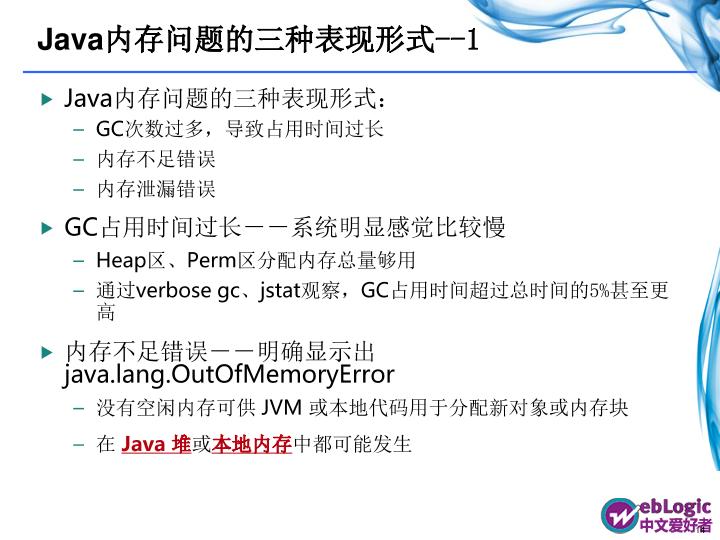 Java内存问题的三种表现形式--1
Java内存问题的三种表现形式：
– GC次数过多，导致占用时间过长
– 内存不足错误
– 内存泄漏错误
GC占用时间过长－－系统明显感觉比较慢
– Heap区、Perm区分配内存总量够用
– 通过verbose gc、jstat观察，GC占用时间超过总时间的5%甚至更
高
内存不足错误－－明确显示出
java.lang.OutOfMemoryError
– 没有空闲内存可供 JVM 或本地代码用于分配新对象或内存块
– 在 Java 堆或本地内存中都可能发生
WebLogic
中文爱好者